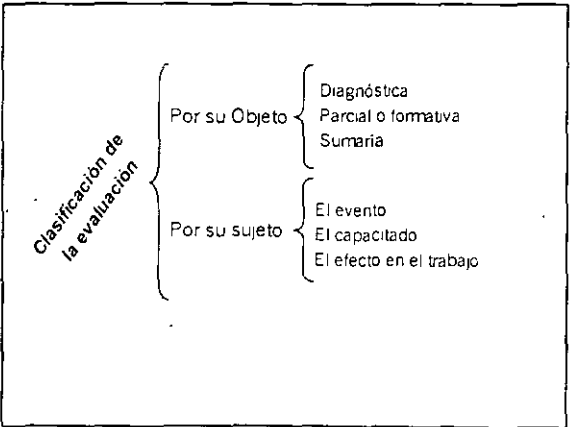 Clasificación de
la evaluación
Por su Objeto
Diagnóstica
Parcial o formativa
Sumaria
Por su sujeto
El evento
El capacitado
El efecto en el trabajo